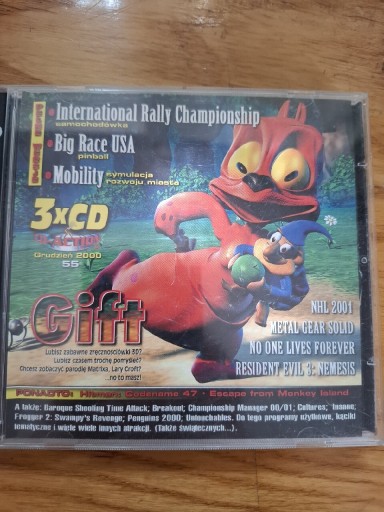 PEŁNE WERSJE
• International Rally Championship
samochodówka
• Big Race USA
pinball
• Mobility symulacja
rozwoju miasta
3xCD
CD-ACTION
Grudzień 2000
55
Gift
Lubisz zabawne zręcznościówki 3D?
Lubisz czasem trochę pomyśleć?
Chcesz zobaczyć parodię Matrixa, Lary Croft?
...no to masz!
NHL 2001
METAL GEAR SOLID
NO ONE LIVES FOREVER
RESIDENT EVIL 3: NEMESIS
PONADTO: Hitman: Codename 47 • Escape from Monkey Island
A także: Baroque Shooting Time Attack; Breakout; Championship Manager 00/01; Cultures;
Frogger 2: Swampy's Revenge; Penguins 2000; Untouchables. Do tego programy użytkowe, kąciki
tematyczne i wiele wiele innych atrakcji. (Także świątecznych...).